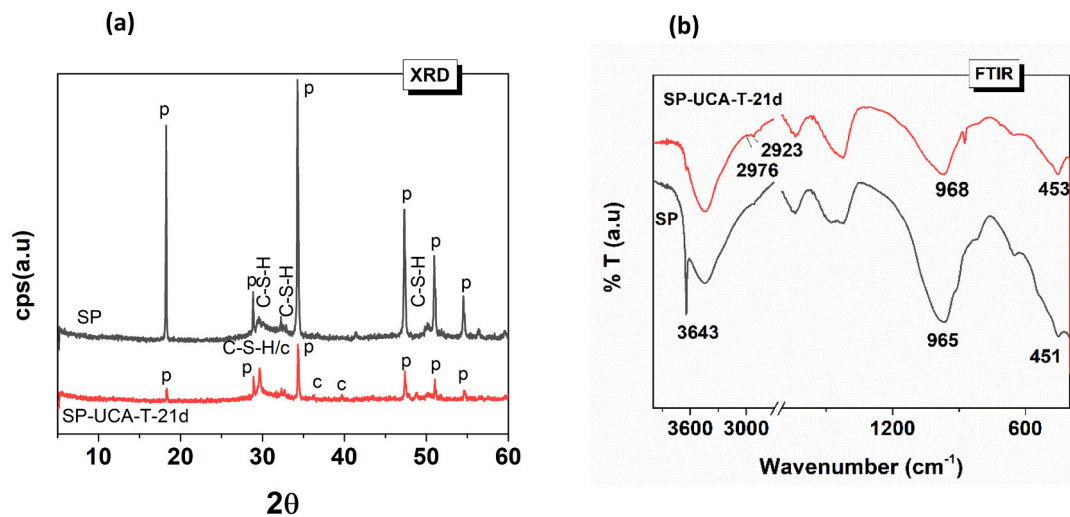 (a)
XRD
cps(a.u)
p
p
p
p
p
p
C-S-H
C-S-H
C-S-H
SP
C-S-H/c
p
p
p
c
c
p
p
p
SP-UCA-T-21d
10
20
30
40
50
60
2θ
(b)
FTIR
% T (a.u)
SP-UCA-T-21d
2923
2976
968
453
SP
3643
965
451
3600
3000
1200
600
Wavenumber (cm⁻¹)